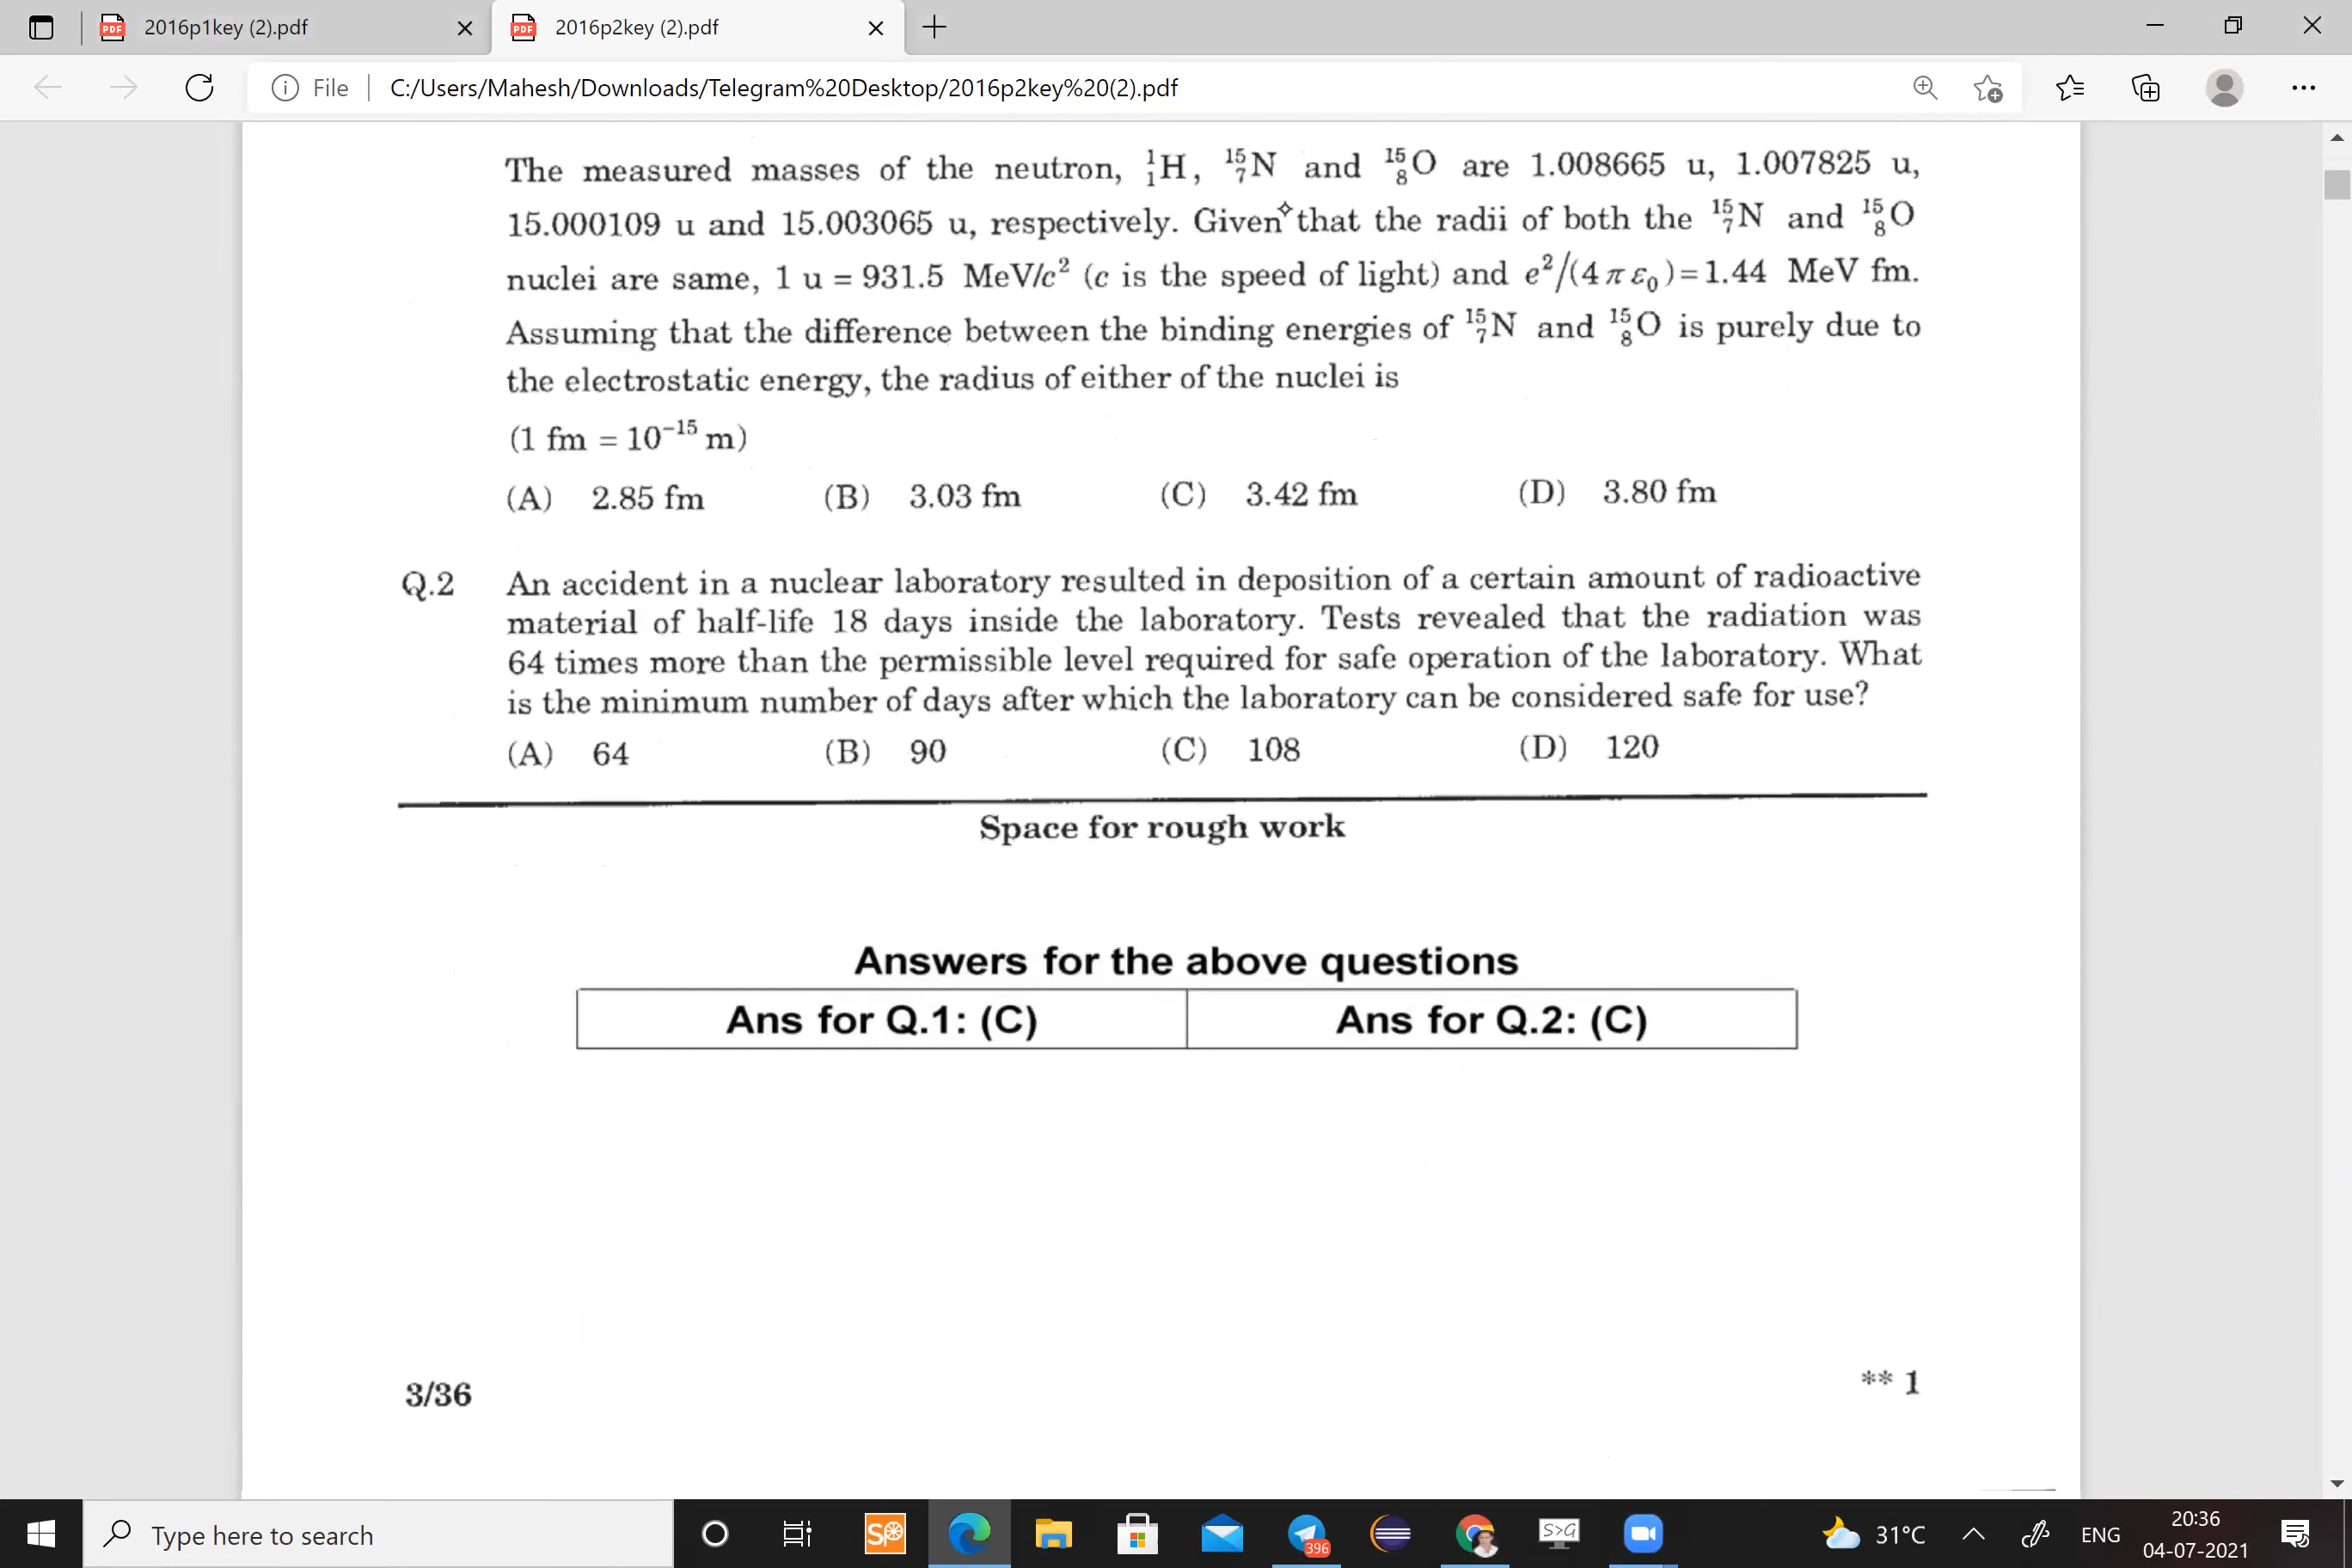 2016p1key (2).pdf
2016p2key (2).pdf
File
C:/Users/Mahesh/Downloads/Telegram%20Desktop/2016p2key%20(2).pdf
The measured masses of the neutron, ¹₁H, ¹⁵₇N and ¹⁵₈O are 1.008665 u, 1.007825 u,
15.000109 u and 15.003065 u, respectively. Given that the radii of both the ¹⁵₇N and ¹⁵₈O
nuclei are same, 1 u = 931.5 MeV/c² (c is the speed of light) and e²/(4 π ε₀) = 1.44 MeV fm.
Assuming that the difference between the binding energies of ¹⁵₇N and ¹⁵₈O is purely due to
the electrostatic energy, the radius of either of the nuclei is
(1 fm = 10⁻¹⁵ m)
(A) 2.85 fm (B) 3.03 fm (C) 3.42 fm (D) 3.80 fm
Q.2 An accident in a nuclear laboratory resulted in deposition of a certain amount of radioactive
material of half-life 18 days inside the laboratory. Tests revealed that the radiation was
64 times more than the permissible level required for safe operation of the laboratory. What
is the minimum number of days after which the laboratory can be considered safe for use?
(A) 64 (B) 90 (C) 108 (D) 120
Space for rough work
Answers for the above questions
Ans for Q.1: (C) Ans for Q.2: (C)
3/36 ** 1
Type here to search
396
S>G
31°C
ENG
20:36
04-07-2021